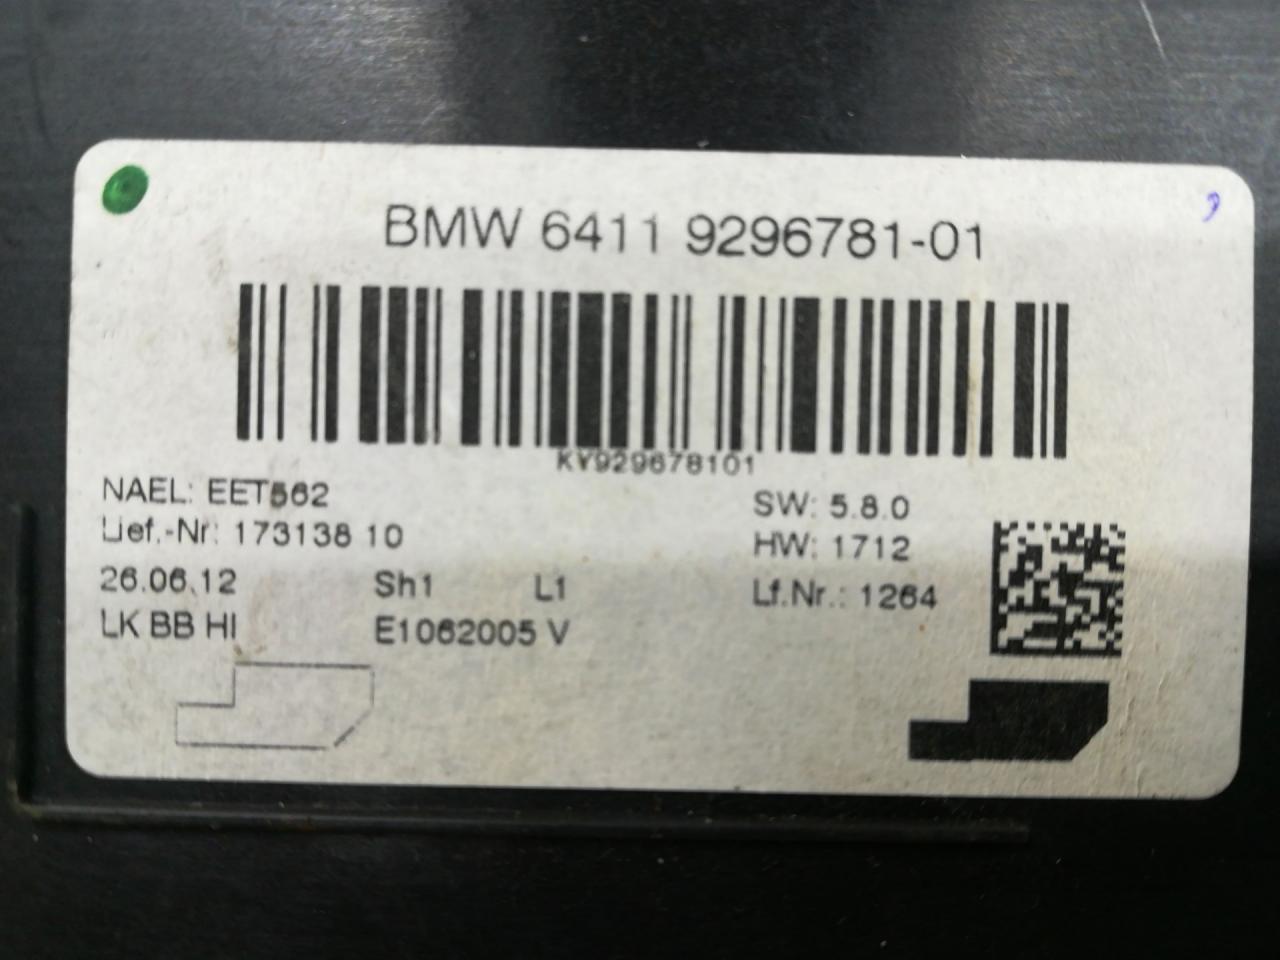 BMW 6411 9296781-01
KY929678101
NAEL: EET562
SW: 5.8.0
Lief.-Nr: 173138 10
HW: 1712
26.06.12 Sh1 L1
Lf.Nr.: 1264
LK BB HI E1062005 V